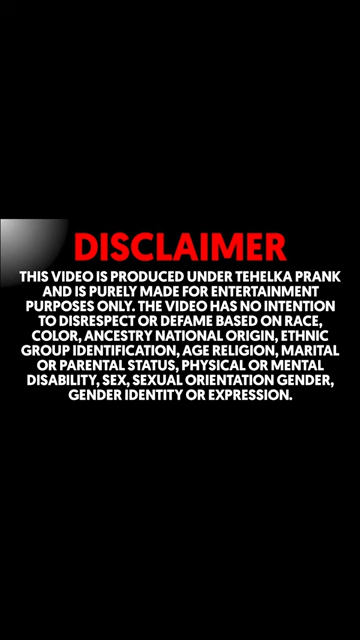 DISCLAIMER
THIS VIDEO IS PRODUCED UNDER TEHELKA PRANK
AND IS PURELY MADE FOR ENTERTAINMENT
PURPOSES ONLY. THE VIDEO HAS NO INTENTION
TO DISRESPECT OR DEFAME BASED ON RACE,
COLOR, ANCESTRY NATIONAL ORIGIN, ETHNIC
GROUP IDENTIFICATION, AGE RELIGION, MARITAL
OR PARENTAL STATUS, PHYSICAL OR MENTAL
DISABILITY, SEX, SEXUAL ORIENTATION GENDER,
GENDER IDENTITY OR EXPRESSION.